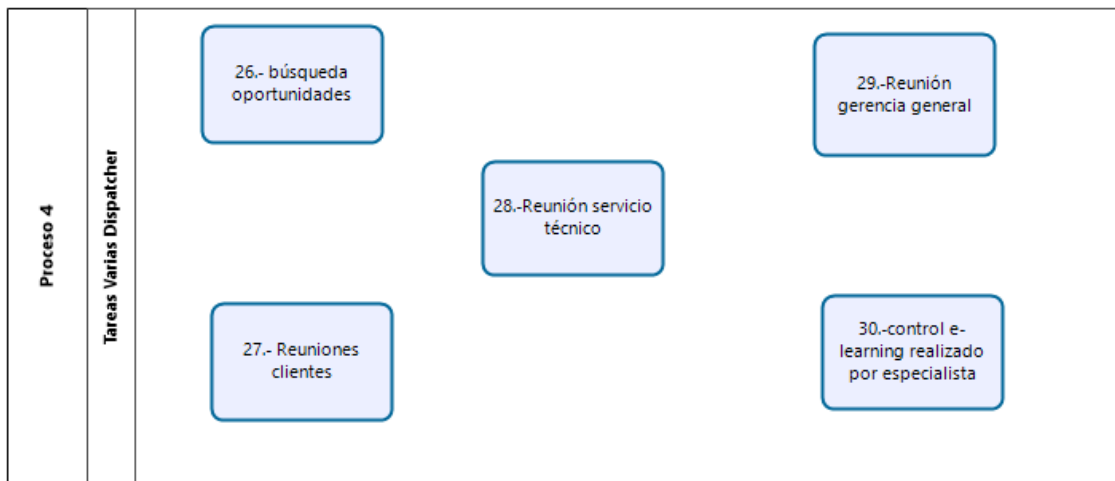 Proceso 4
Tareas Varias Dispatcher
26.- búsqueda
oportunidades
27.- Reuniones
clientes
28.-Reunión servicio
técnico
29.-Reunión
gerencia general
30.-control e-
learning realizado
por especialista